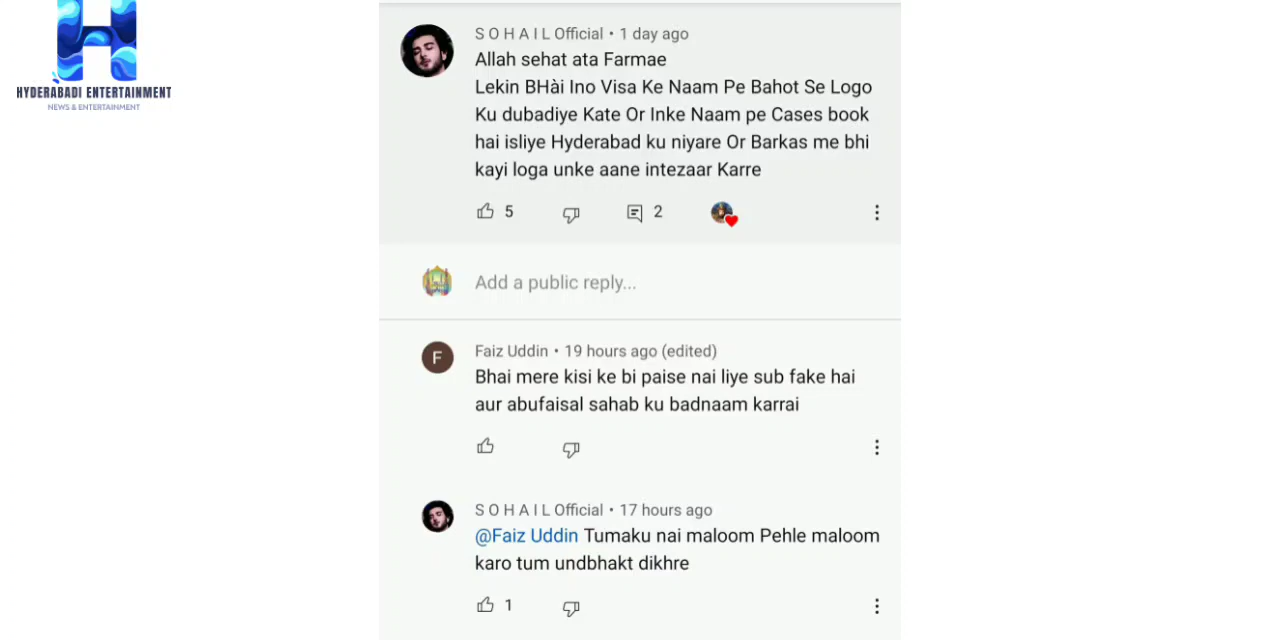 HYDERABADI ENTERTAINMENT
NEWS & ENTERTAINMENT
S O H A I L Official • 1 day ago
Allah sehat ata Farmae
Lekin BHài Ino Visa Ke Naam Pe Bahot Se Logo
Ku dubadiye Kate Or Inke Naam pe Cases book
hai isliye Hyderabad ku niyare Or Barkas me bhi
kayi loga unke aane intezaar Karre
5
2
Add a public reply...
F
Faiz Uddin • 19 hours ago (edited)
Bhai mere kisi ke bi paise nai liye sub fake hai
aur abufaisal sahab ku badnaam karrai
S O H A I L Official • 17 hours ago
@Faiz Uddin Tumaku nai maloom Pehle maloom
karo tum undbhakt dikhre
1